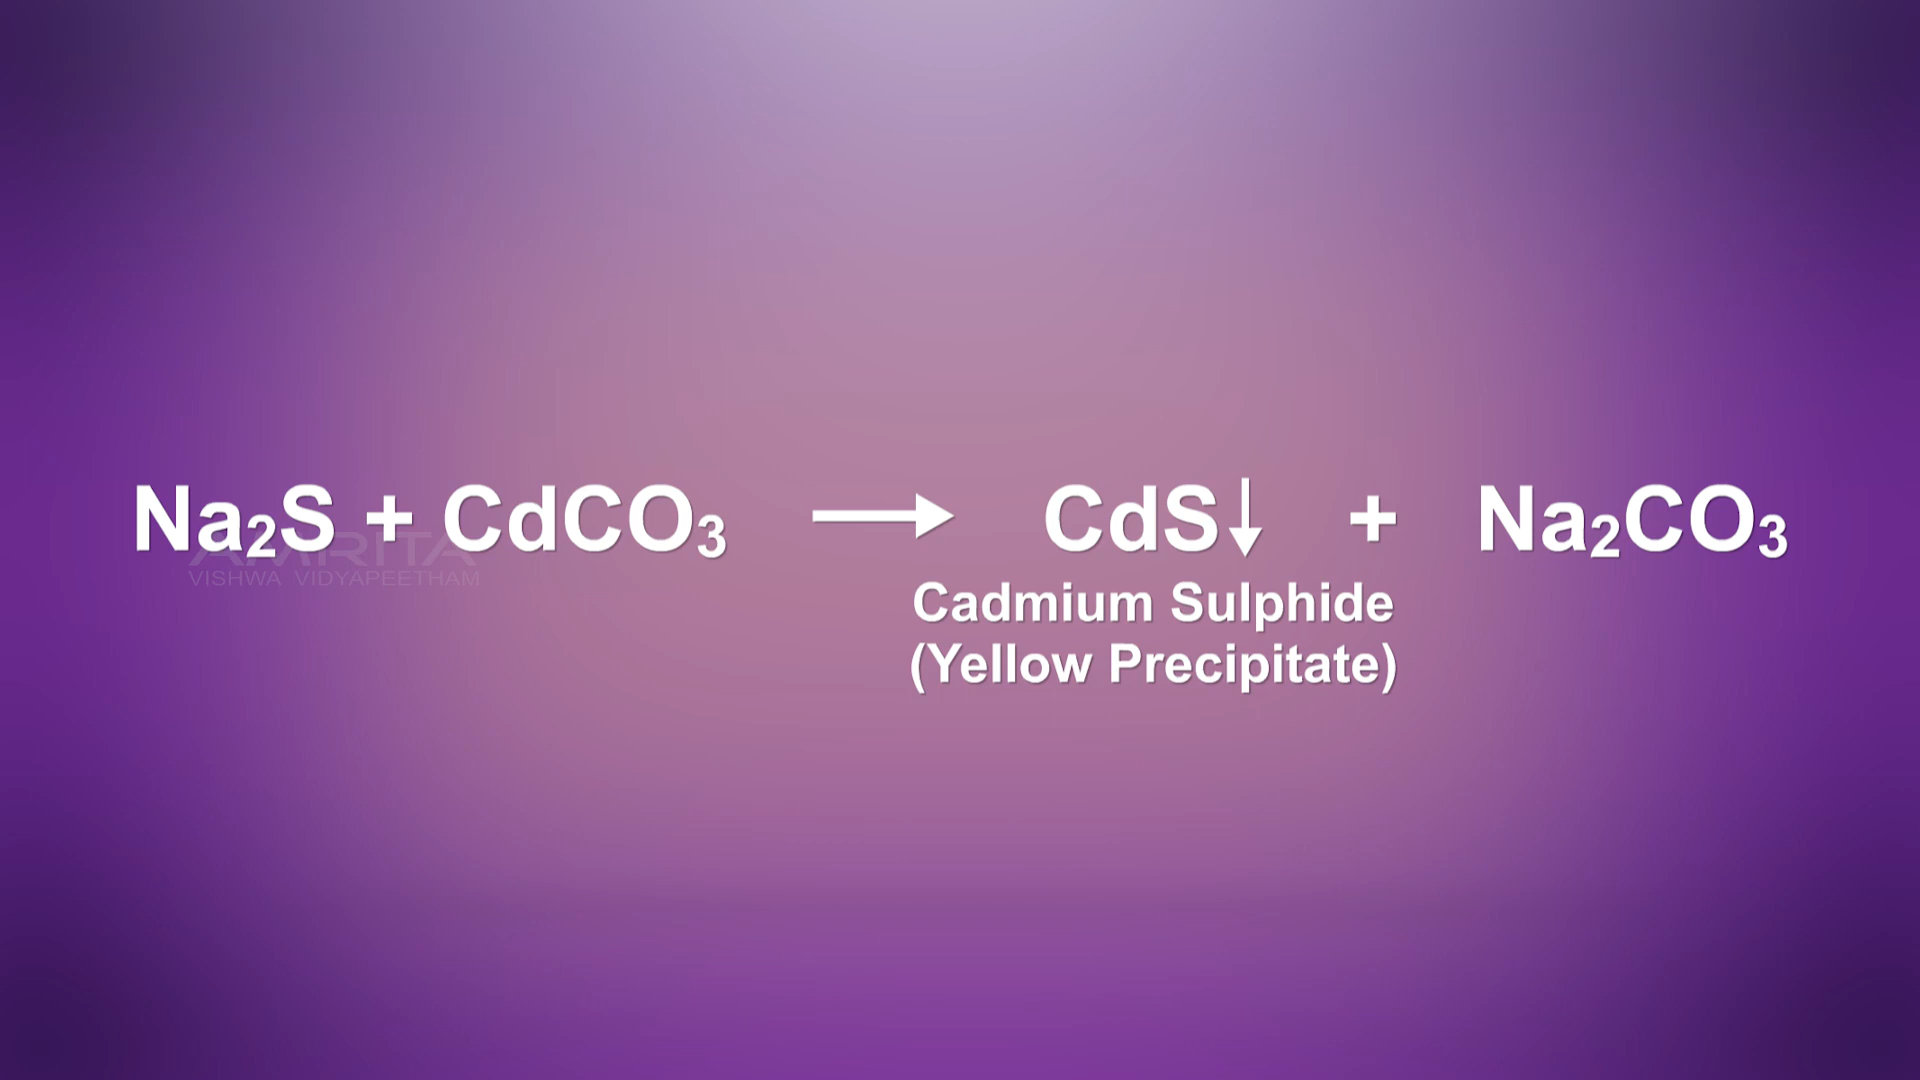 Na₂S + CdCO₃ → CdS↓ + Na₂CO₃
AMRITA
VISHWA VIDYAPEETHAM
Cadmium Sulphide
(Yellow Precipitate)